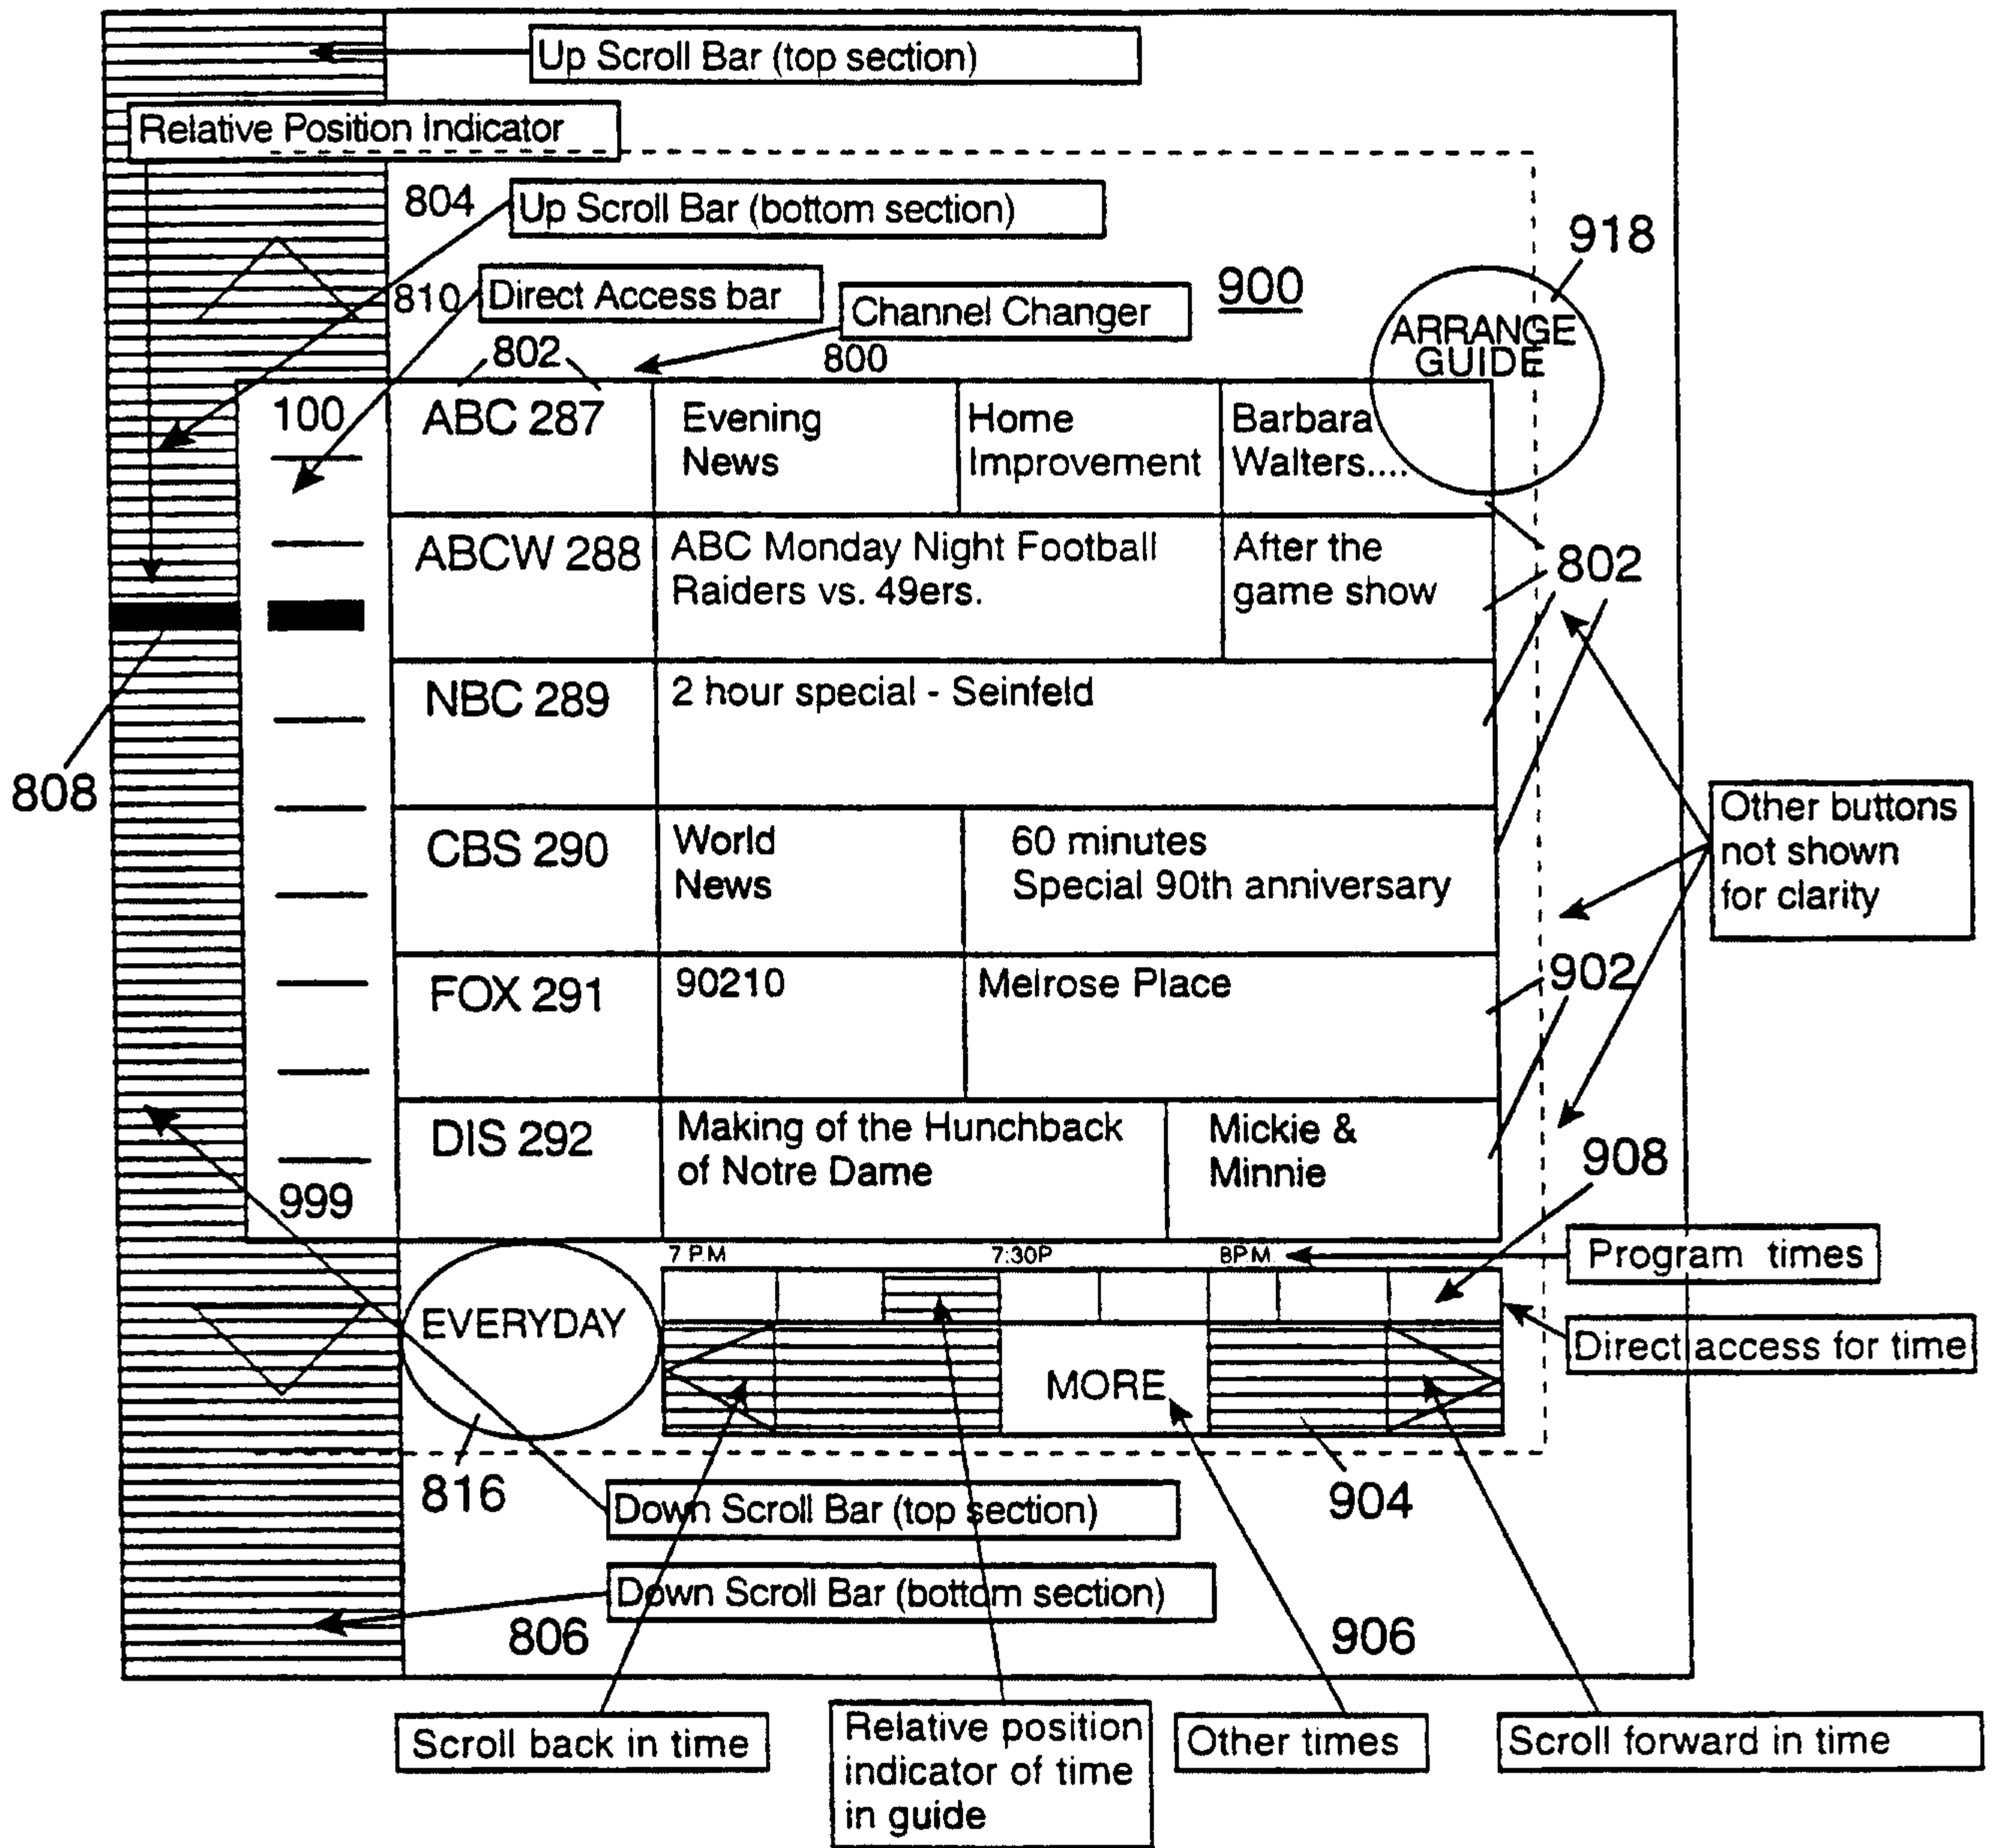 Up Scroll Bar (top section)
Relative Position Indicator
804
Up Scroll Bar (bottom section)
918
810
Direct Access bar
Channel Changer
900
ARRANGE
GUIDE
802
800
100
ABC 287
Evening
News
Home
Improvement
Barbara
Walters....
ABCW 288
ABC Monday Night Football
Raiders vs. 49ers.
After the
game show
802
NBC 289
2 hour special - Seinfeld
808
Other buttons
not shown
for clarity
CBS 290
World
News
60 minutes
Special 90th anniversary
902
FOX 291
90210
Melrose Place
DIS 292
Making of the Hunchback
of Notre Dame
Mickie &
Minnie
908
999
7 P.M
7:30P
8P.M.
Program times
EVERYDAY
Direct access for time
MORE
816
904
Down Scroll Bar (top section)
Down Scroll Bar (bottom section)
806
906
Scroll back in time
Relative position
indicator of time
in guide
Other times
Scroll forward in time